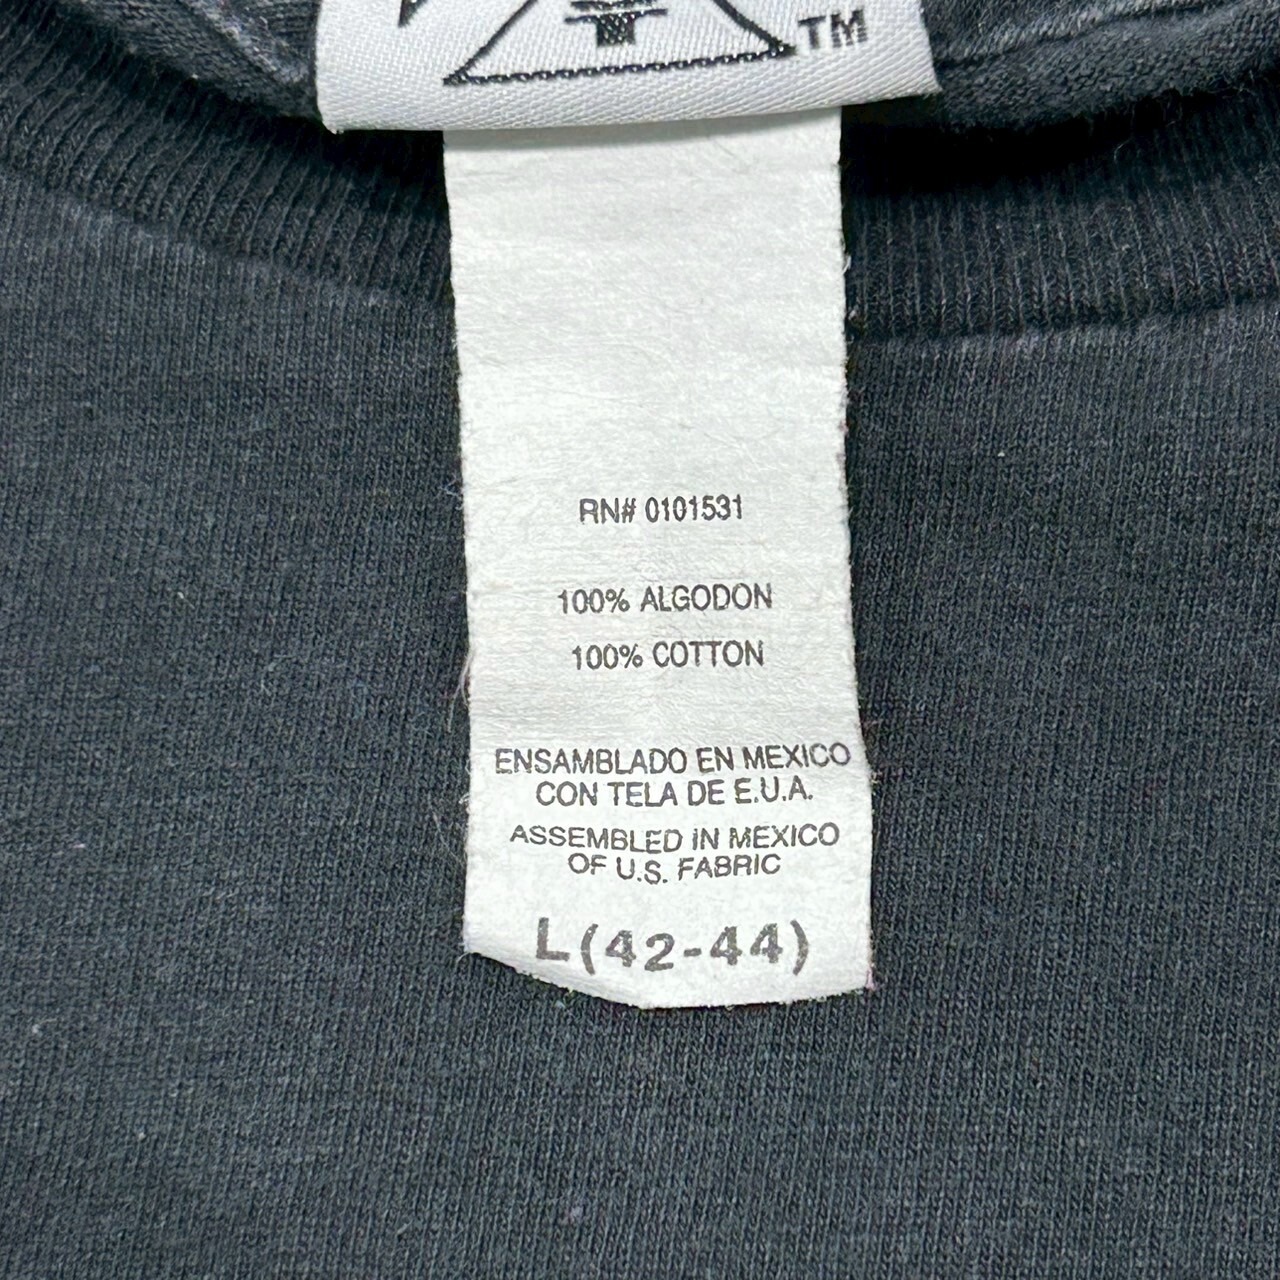 TM
RN# 0101531
100% ALGODON
100% COTTON
ENSAMBLADO EN MEXICO
CON TELA DE E.U.A.
ASSEMBLED IN MEXICO
OF U.S. FABRIC
L (42-44)